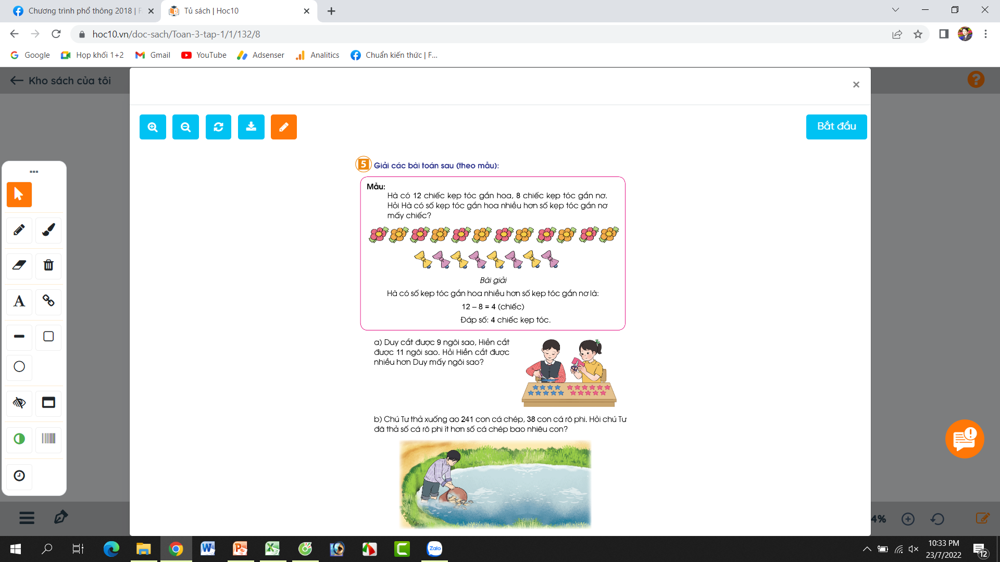 Chương trình phổ thông 2018 | F
Tủ sách | Hoc10
hoc10.vn/doc-sach/Toan-3-tap-1/1/132/8
Google
Họp khối 1+2
Gmail
YouTube
Adsenser
Analitics
Chuẩn kiến thức | F...
Kho sách của tôi
Bắt đầu
5 Giải các bài toán sau (theo mẫu):
Mẫu:
Hà có 12 chiếc kẹp tóc gắn hoa, 8 chiếc kẹp tóc gắn nơ.
Hỏi Hà có số kẹp tóc gắn hoa nhiều hơn số kẹp tóc gắn nơ
mấy chiếc?
Bài giải
Hà có số kẹp tóc gắn hoa nhiều hơn số kẹp tóc gắn nơ là:
12 – 8 = 4 (chiếc)
Đáp số: 4 chiếc kẹp tóc.
a) Duy cắt được 9 ngôi sao, Hiền cắt
được 11 ngôi sao. Hỏi Hiền cắt được
nhiều hơn Duy mấy ngôi sao?
b) Chú Tư thả xuống ao 241 con cá chép, 38 con cá rô phi. Hỏi chú Tư
đã thả số cá rô phi ít hơn số cá chép bao nhiêu con?
A
4%
Zalo
10:33 PM
23/7/2022
12